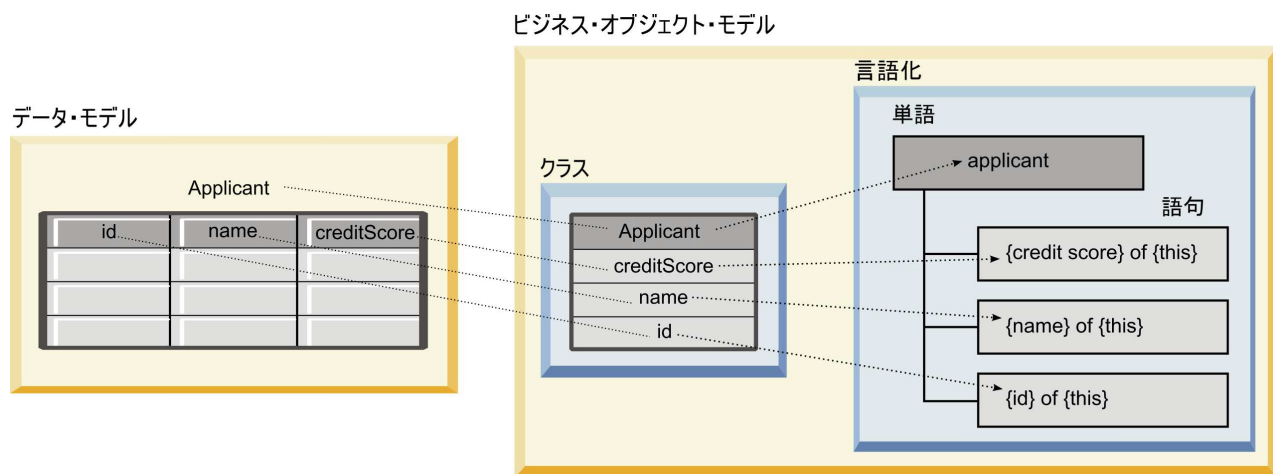 データ・モデル
Applicant
id name creditScore
ビジネス・オブジェクト・モデル
クラス
Applicant
creditScore
name
id
言語化
単語
applicant
語句
{credit score} of {this}
{name} of {this}
{id} of {this}